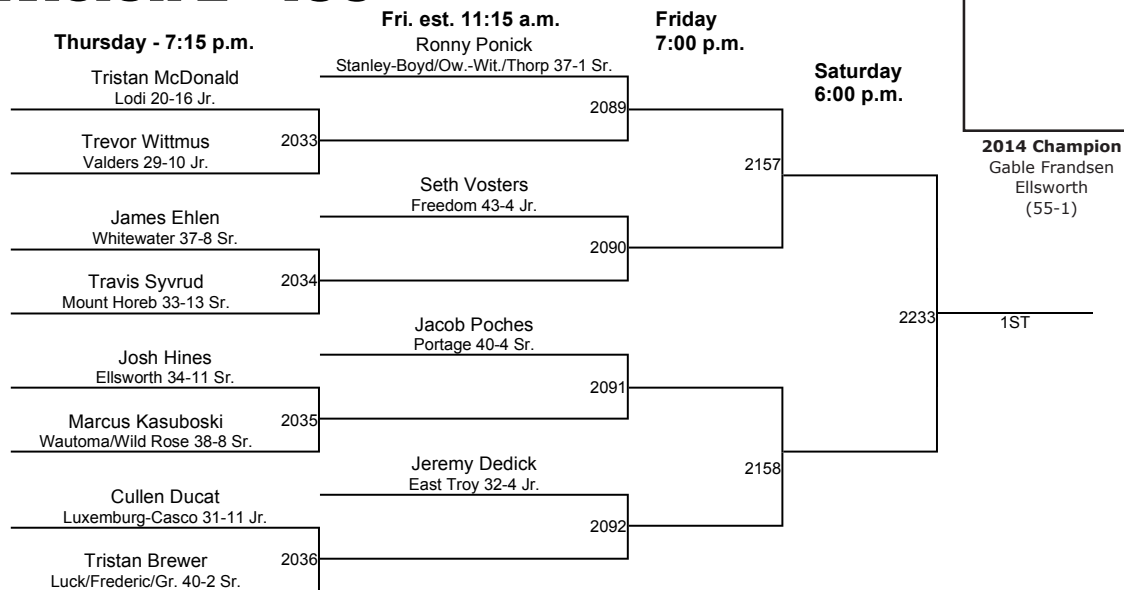 Thursday - 7:15 p.m.
Fri. est. 11:15 a.m.
Friday
7:00 p.m.
Saturday
6:00 p.m.
Tristan McDonald
Lodi 20-16 Jr.
Trevor Wittmus
Valders 29-10 Jr.
2033
James Ehlen
Whitewater 37-8 Sr.
Travis Syvrud
Mount Horeb 33-13 Sr.
2034
Josh Hines
Ellsworth 34-11 Sr.
Marcus Kasuboski
Wautoma/Wild Rose 38-8 Sr.
2035
Cullen Ducat
Luxemburg-Casco 31-11 Jr.
Tristan Brewer
Luck/Frederic/Gr. 40-2 Sr.
2036
Ronny Ponick
Stanley-Boyd/Ow.-Wit./Thorp 37-1 Sr.
2089
Seth Vosters
Freedom 43-4 Jr.
2090
Jacob Poches
Portage 40-4 Sr.
2091
Jeremy Dedick
East Troy 32-4 Jr.
2092
2157
2158
2233
1ST
2014 Champion
Gable Frandsen
Ellsworth
(55-1)